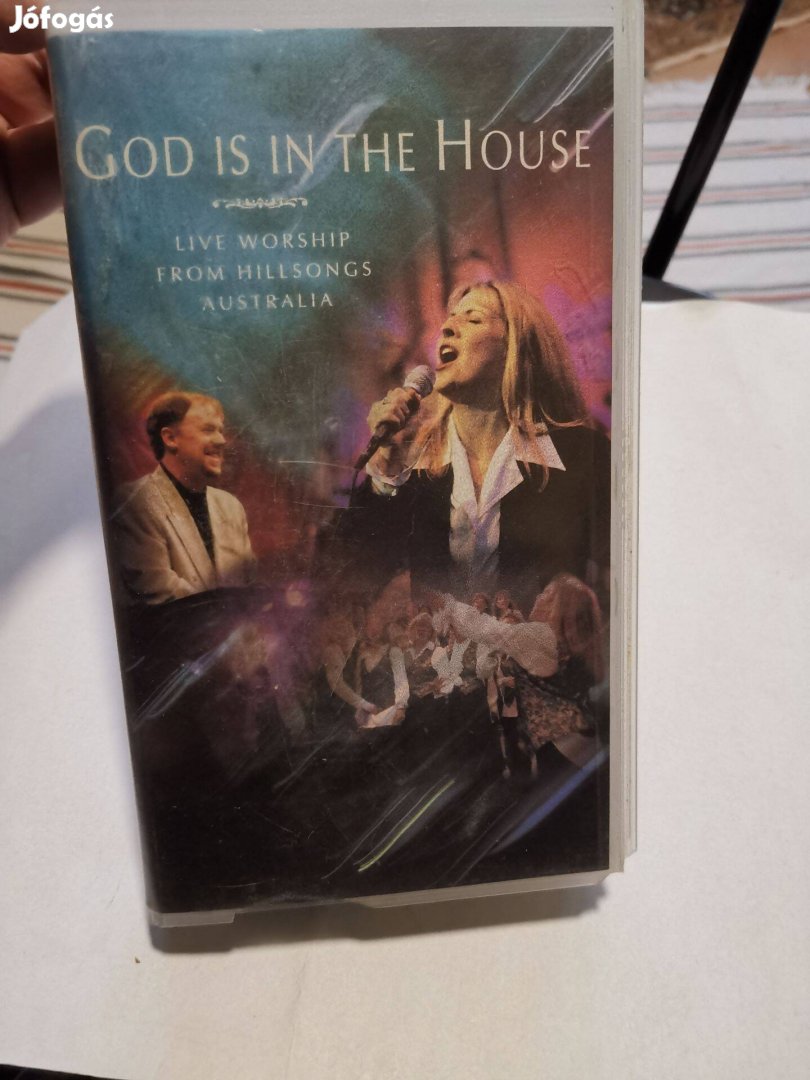 Jófogás
GOD IS IN THE HOUSE
LIVE WORSHIP
FROM HILLSONGS
AUSTRALIA